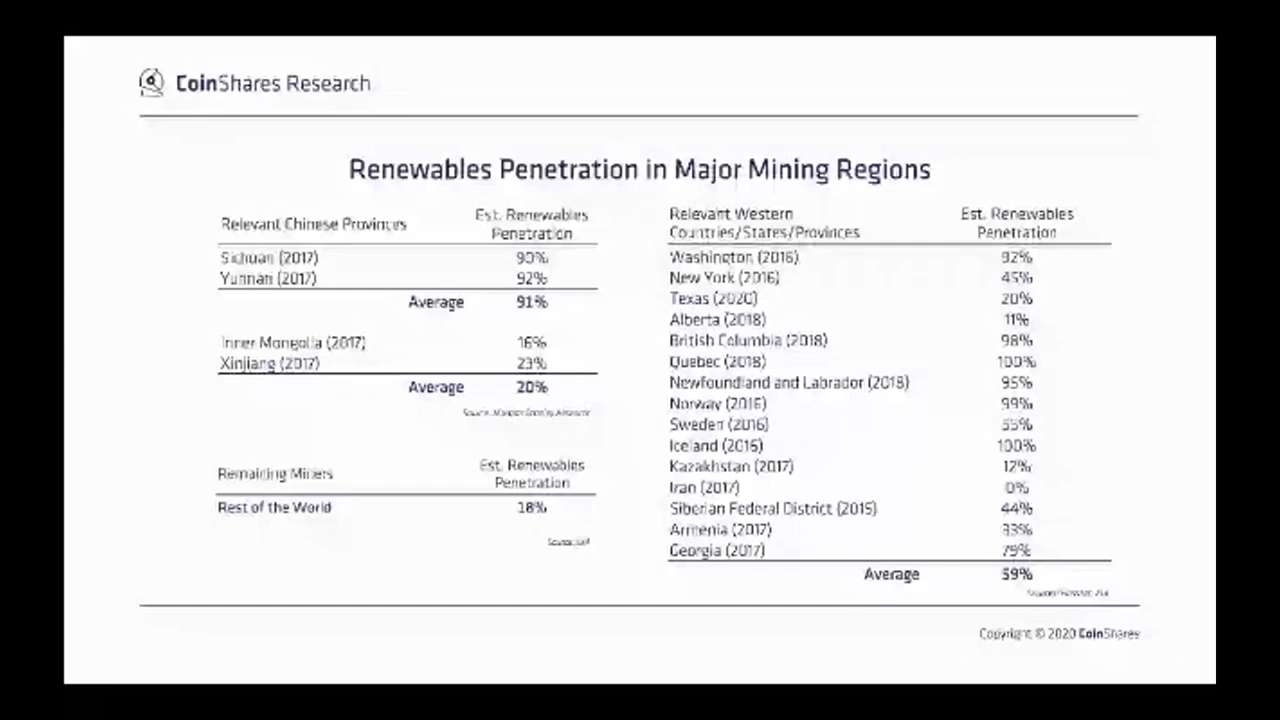 CoinShares Research
Renewables Penetration in Major Mining Regions
Relevant Chinese Provinces
Est. Renewables
Penetration
Sichuan (2017) 90%
Yunnan (2017) 92%
Average 91%
Inner Mongolia (2017) 16%
Xinjiang (2017) 23%
Average 20%
Remaining Miners
Est. Renewables
Penetration
Rest of the World 18%
Relevant Western
Countries/States/Provinces
Est. Renewables
Penetration
Washington (2016) 92%
New York (2016) 45%
Texas (2020) 20%
Alberta (2018) 11%
British Columbia (2018) 98%
Quebec (2018) 100%
Newfoundland and Labrador (2018) 95%
Norway (2016) 99%
Sweden (2016)
Iceland (2015) 100%
Kazakhstan (2017) 12%
Iran (2017) 0%
Siberian Federal District (2015) 44%
Armenia (2017) 33%
Georgia (2017) 79%
Average 59%
Copyright © 2020 CoinShares